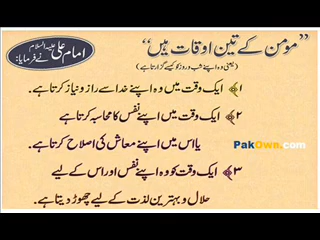 ”مومن کے تین اوقات ہیں“
امام علی علیہ السلام
نے فرمایا:
(یعنی وہ اپنے شب و روز کو کیسے گزارتا ہے)
۱﴾ ایک وقت میں وہ اپنے خدا سے راز و نیاز کرتا ہے۔
۲﴾ ایک وقت میں اپنے نفس کا محاسبہ کرتا ہے
یا اس میں اپنے معاش کی اصلاح کرتا ہے۔
PakOwn.com
۳﴾ ایک وقت کو وہ اپنے نفس اور اس کے لیے
حلال و بہترین لذت کے لیے چھوڑ دیتا ہے۔